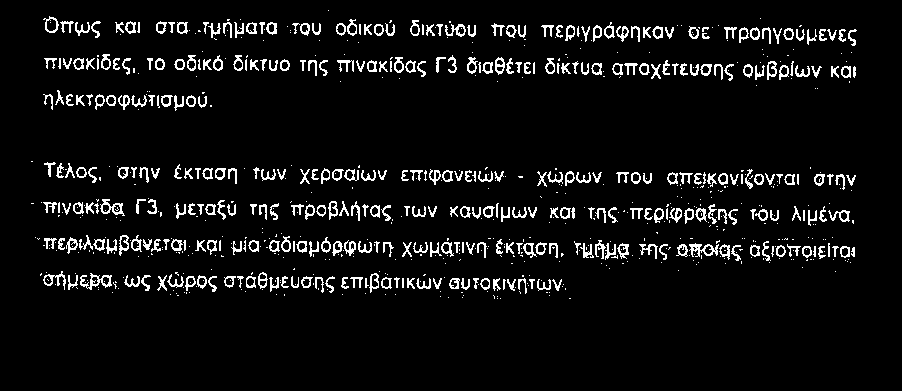 Όπως και στα τμήματα του οδικού δικτύου που περιγράφηκαν σε προηγούμενες
πινακίδες, το οδικό δίκτυο της πινακίδας Γ3 διαθέτει δίκτυα αποχέτευσης ομβρίων και
ηλεκτροφωτισμού.
Τέλος, στην έκταση των χερσαίων επιφανειών - χώρων που απεικονίζονται στην
πινακίδα Γ3, μεταξύ της προβλήτας των καυσίμων και της περίφραξης του λιμένα,
περιλαμβάνεται και μία αδιαμόρφωτη χωμάτινη έκταση, τμήμα της οποίας αξιοποιείται
σήμερα, ως χώρος στάθμευσης επιβατικών αυτοκινήτων.